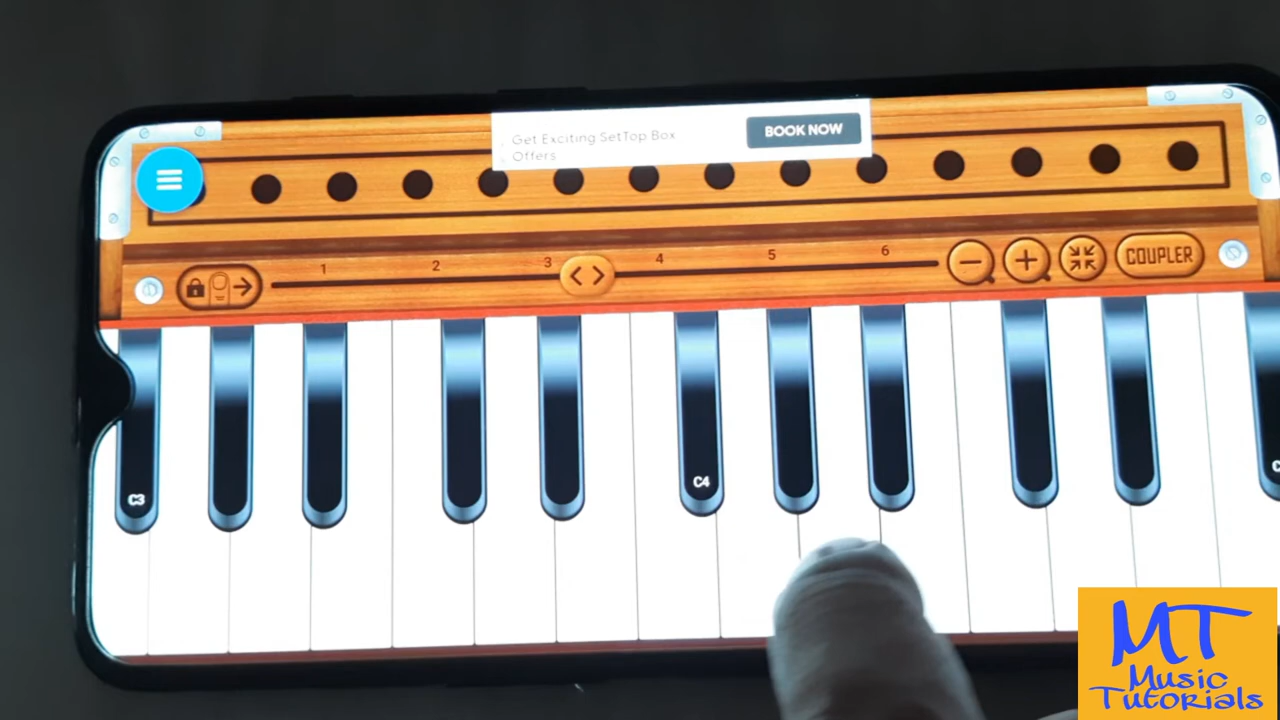 Get Exciting SetTop Box
Offers
BOOK NOW
1 2 3 4 5 6
COUPLER
C3
C4
MT
Music
Tutorials